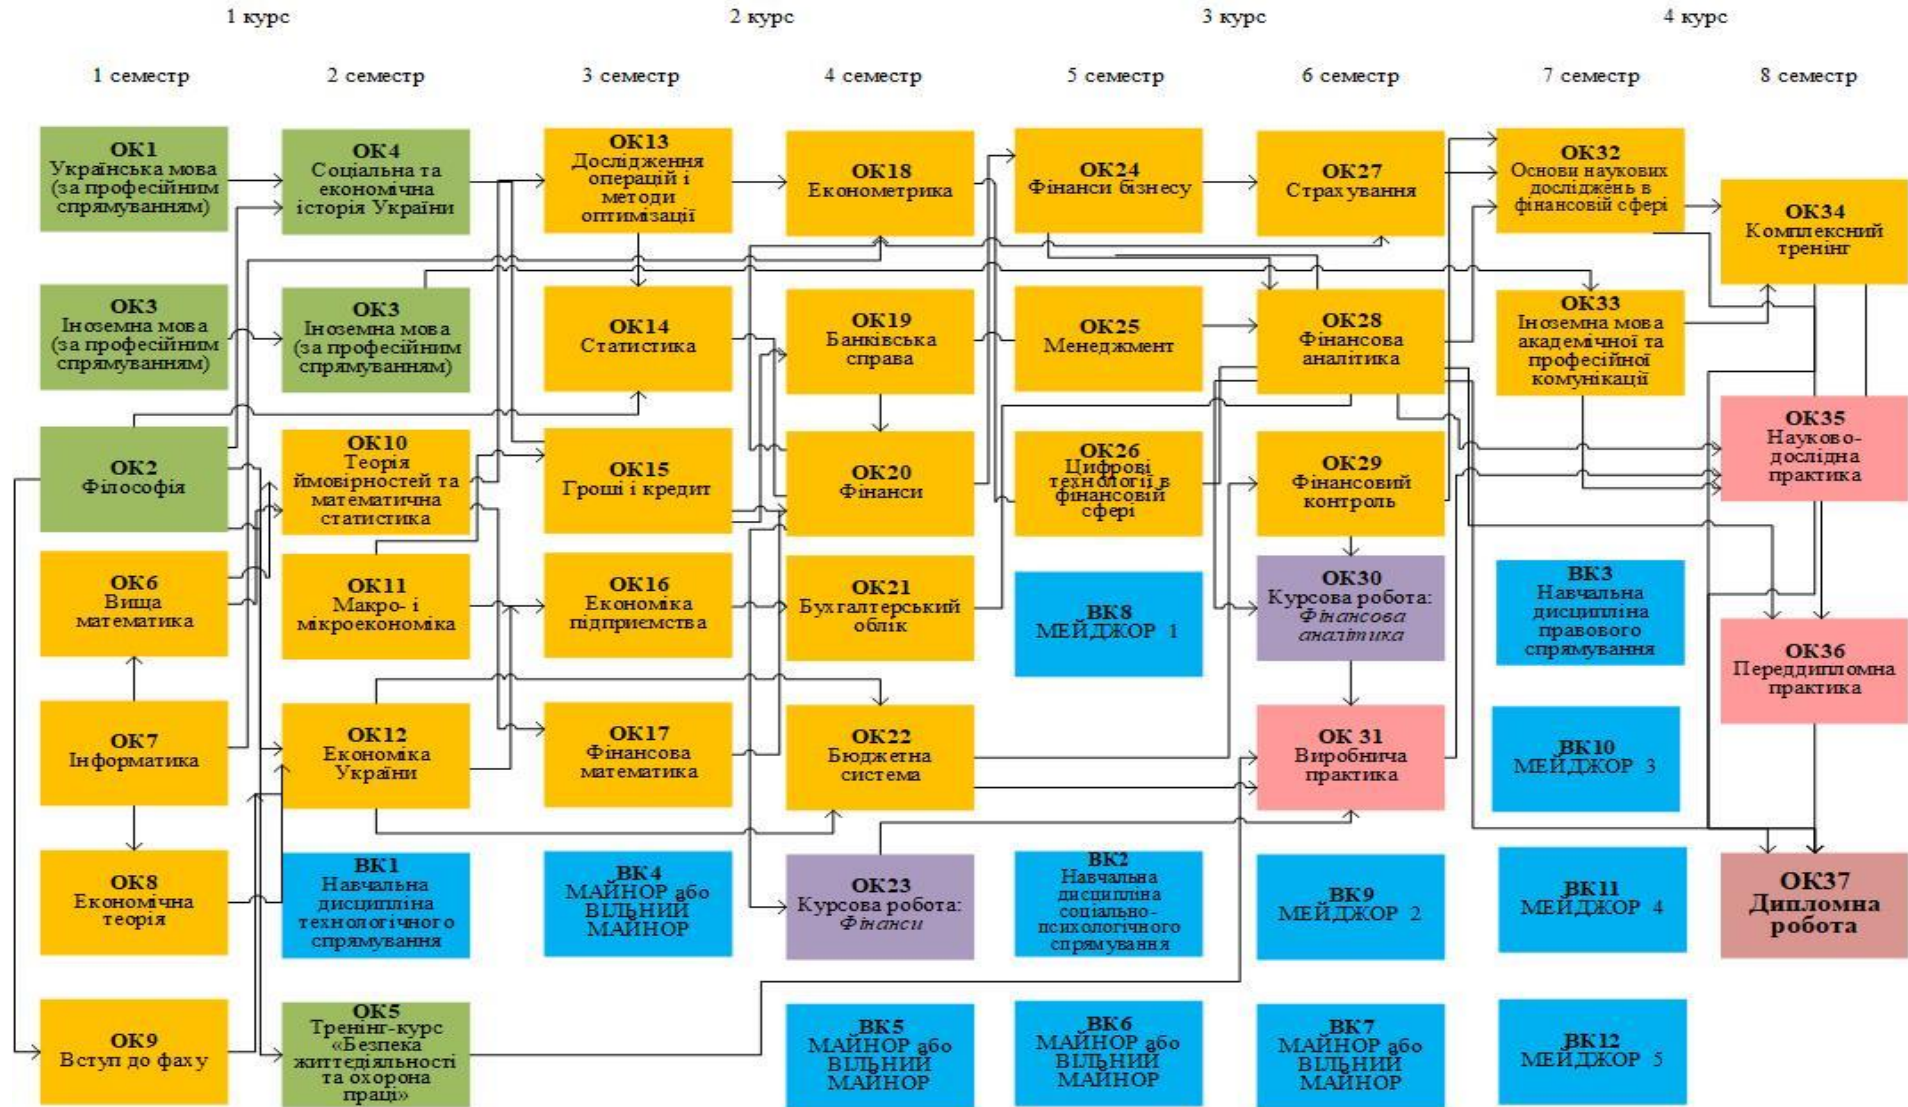 1 курс
2 курс
3 курс
4 курс
1 семестр
2 семестр
3 семестр
4 семестр
5 семестр
6 семестр
7 семестр
8 семестр
ОК1
Українська мова
(за професійним
спрямуванням)
ОК3
Іноземна мова
(за професійним
спрямуванням)
ОК2
Філософія
ОК6
Вища
математика
ОК7
Інформатика
ОК8
Економічна
теорія
ОК9
Вступ до фаху
ОК4
Соціальна та
економічна
історія України
ОК3
Іноземна мова
(за професійним
спрямуванням)
ОК10
Теорія
ймовірностей та
математична
статистика
ОК11
Макро- і
мікроекономіка
ОК12
Економіка
України
ВК1
Навчальна
дисципліна
технологічного
спрямування
ОК5
Тренінг-курс
«Безпека
життєдіяльності
та охорона
праці»
ОК13
Дослідження
операцій і
методи
оптимізації
ОК14
Статистика
ОК15
Гроші і кредит
ОК16
Економіка
підприємства
ОК17
Фінансова
математика
ВК4
МАЙНОР або
ВІЛЬНИЙ
МАЙНОР
ОК18
Економетрика
ОК19
Банківська
справа
ОК20
Фінанси
ОК21
Бухгалтерський
облік
ОК22
Бюджетна
система
ОК23
Курсова робота:
Фінанси
ВК5
МАЙНОР або
ВІЛЬНИЙ
МАЙНОР
ОК24
Фінанси бізнесу
ОК25
Менеджмент
ОК26
Цифрові
технології в
фінансовій
сфері
ВК8
МЕЙДЖОР 1
ВК2
Навчальна
дисципліна
соціально-
психологічного
спрямування
ВК6
МАЙНОР або
ВІЛЬНИЙ
МАЙНОР
ОК27
Страхування
ОК28
Фінансова
аналітика
ОК29
Фінансовий
контроль
ОК30
Курсова робота:
Фінансова
аналітика
ОК 31
Виробнича
практика
ВК9
МЕЙДЖОР 2
ВК7
МАЙНОР або
ВІЛЬНИЙ
МАЙНОР
ОК32
Основи наукових
досліджень в
фінансовій сфері
ОК33
Іноземна мова
академічної та
професійної
комунікації
ВК3
Навчальна
дисципліна
правового
спрямування
ВК10
МЕЙДЖОР 3
ВК11
МЕЙДЖОР 4
ВК12
МЕЙДЖОР 5
ОК34
Комплексний
тренінг
ОК35
Науково-
дослідна
практика
ОК36
Переддипломна
практика
ОК37
Дипломна
робота